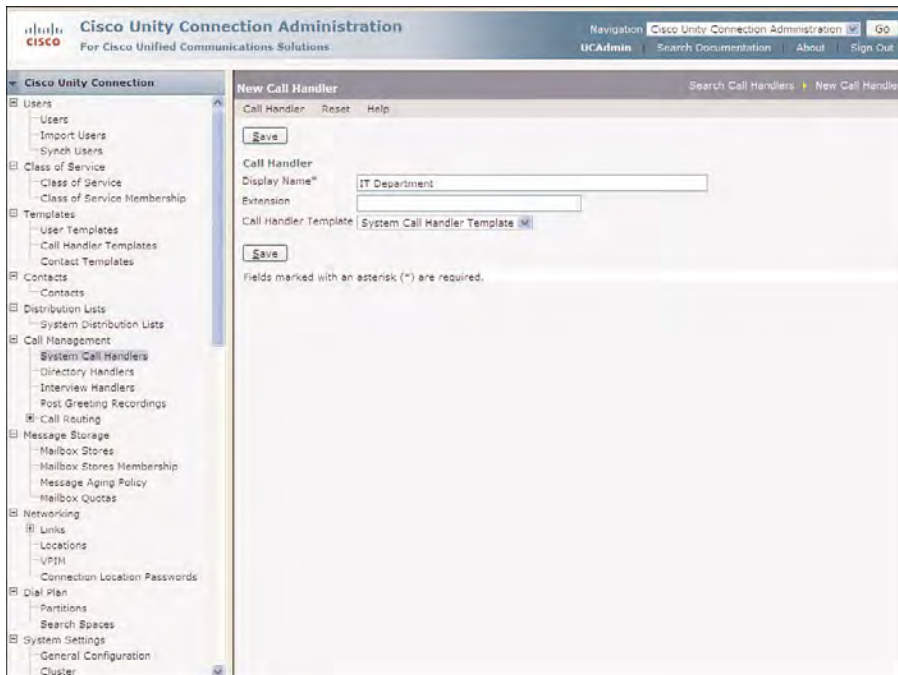 Cisco Unity Connection Administration
For Cisco Unified Communications Solutions
CISCO
Navigation Cisco Unity Connection Administration Go
UCAdmin Search Documentation About Sign Out
Cisco Unity Connection
Users
Users
Import Users
Synch Users
Class of Service
Class of Service
Class of Service Membership
Templates
User Templates
Call Handler Templates
Contact Templates
Contacts
Contacts
Distribution Lists
System Distribution Lists
Call Management
System Call Handlers
Directory Handlers
Interview Handlers
Post Greeting Recordings
Call Routing
Message Storage
Mailbox Stores
Mailbox Stores Membership
Message Aging Policy
Mailbox Quotas
Networking
Links
Locations
VPIM
Connection Location Passwords
Dial Plan
Partitions
Search Spaces
System Settings
General Configuration
Cluster
New Call Handler
Search Call Handlers New Call Handle
Call Handler Reset Help
Save
Call Handler
Display Name* IT Department
Extension
Call Handler Template System Call Handler Template
Save
Fields marked with an asterisk (*) are required.